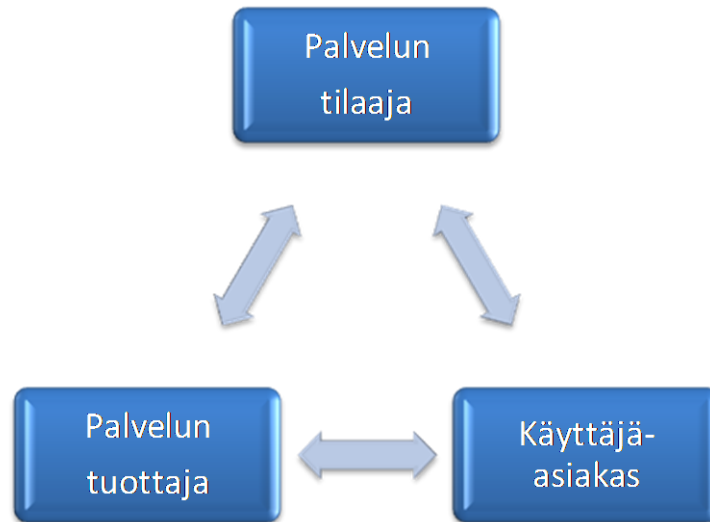 Palvelun
tilaaja
Palvelun
tuottaja
Käyttäjä-
asiakas